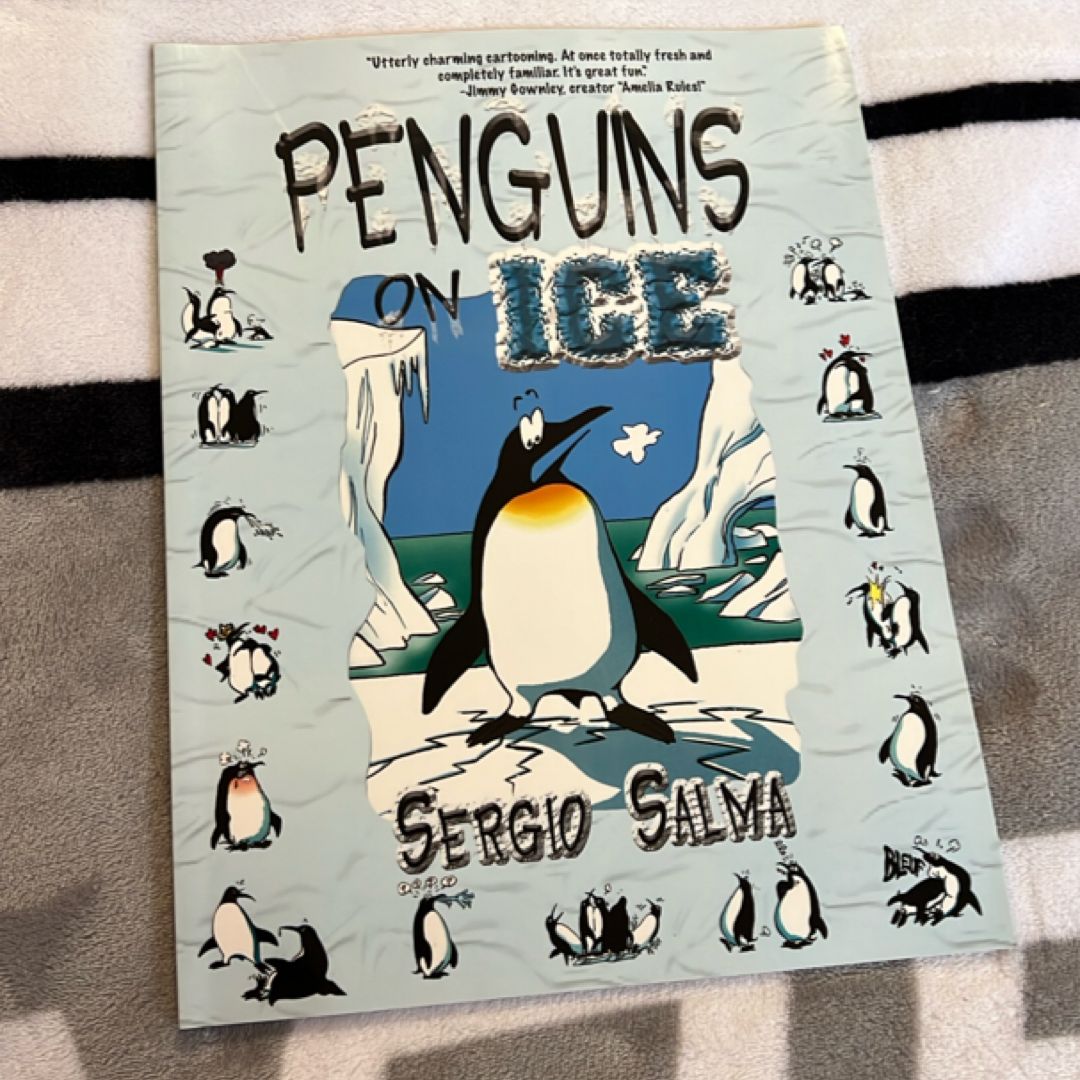 "Utterly charming cartooning. At once totally fresh and
completely familiar. It's great fun."
-Jimmy Gownley, creator "Amelia Rules!"
PENGUINS
ON ICE
SERGIO SALMA
BLEUF